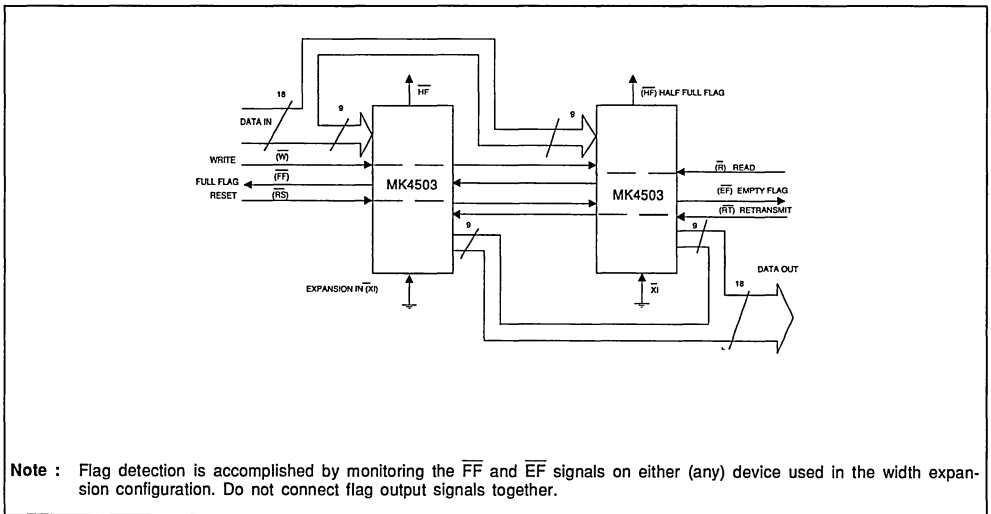 18
DATA IN
9
HF
9
(HF) HALF FULL FLAG
WRITE
(W)
FULL FLAG
(FF)
RESET
(RS)
MK4503
MK4503
(R) READ
(EF) EMPTY FLAG
(RT) RETRANSMIT
9
9
EXPANSION IN (XI)
XI
DATA OUT
18
Note : Flag detection is accomplished by monitoring the FF and EF signals on either (any) device used in the width expan-
sion configuration. Do not connect flag output signals together.